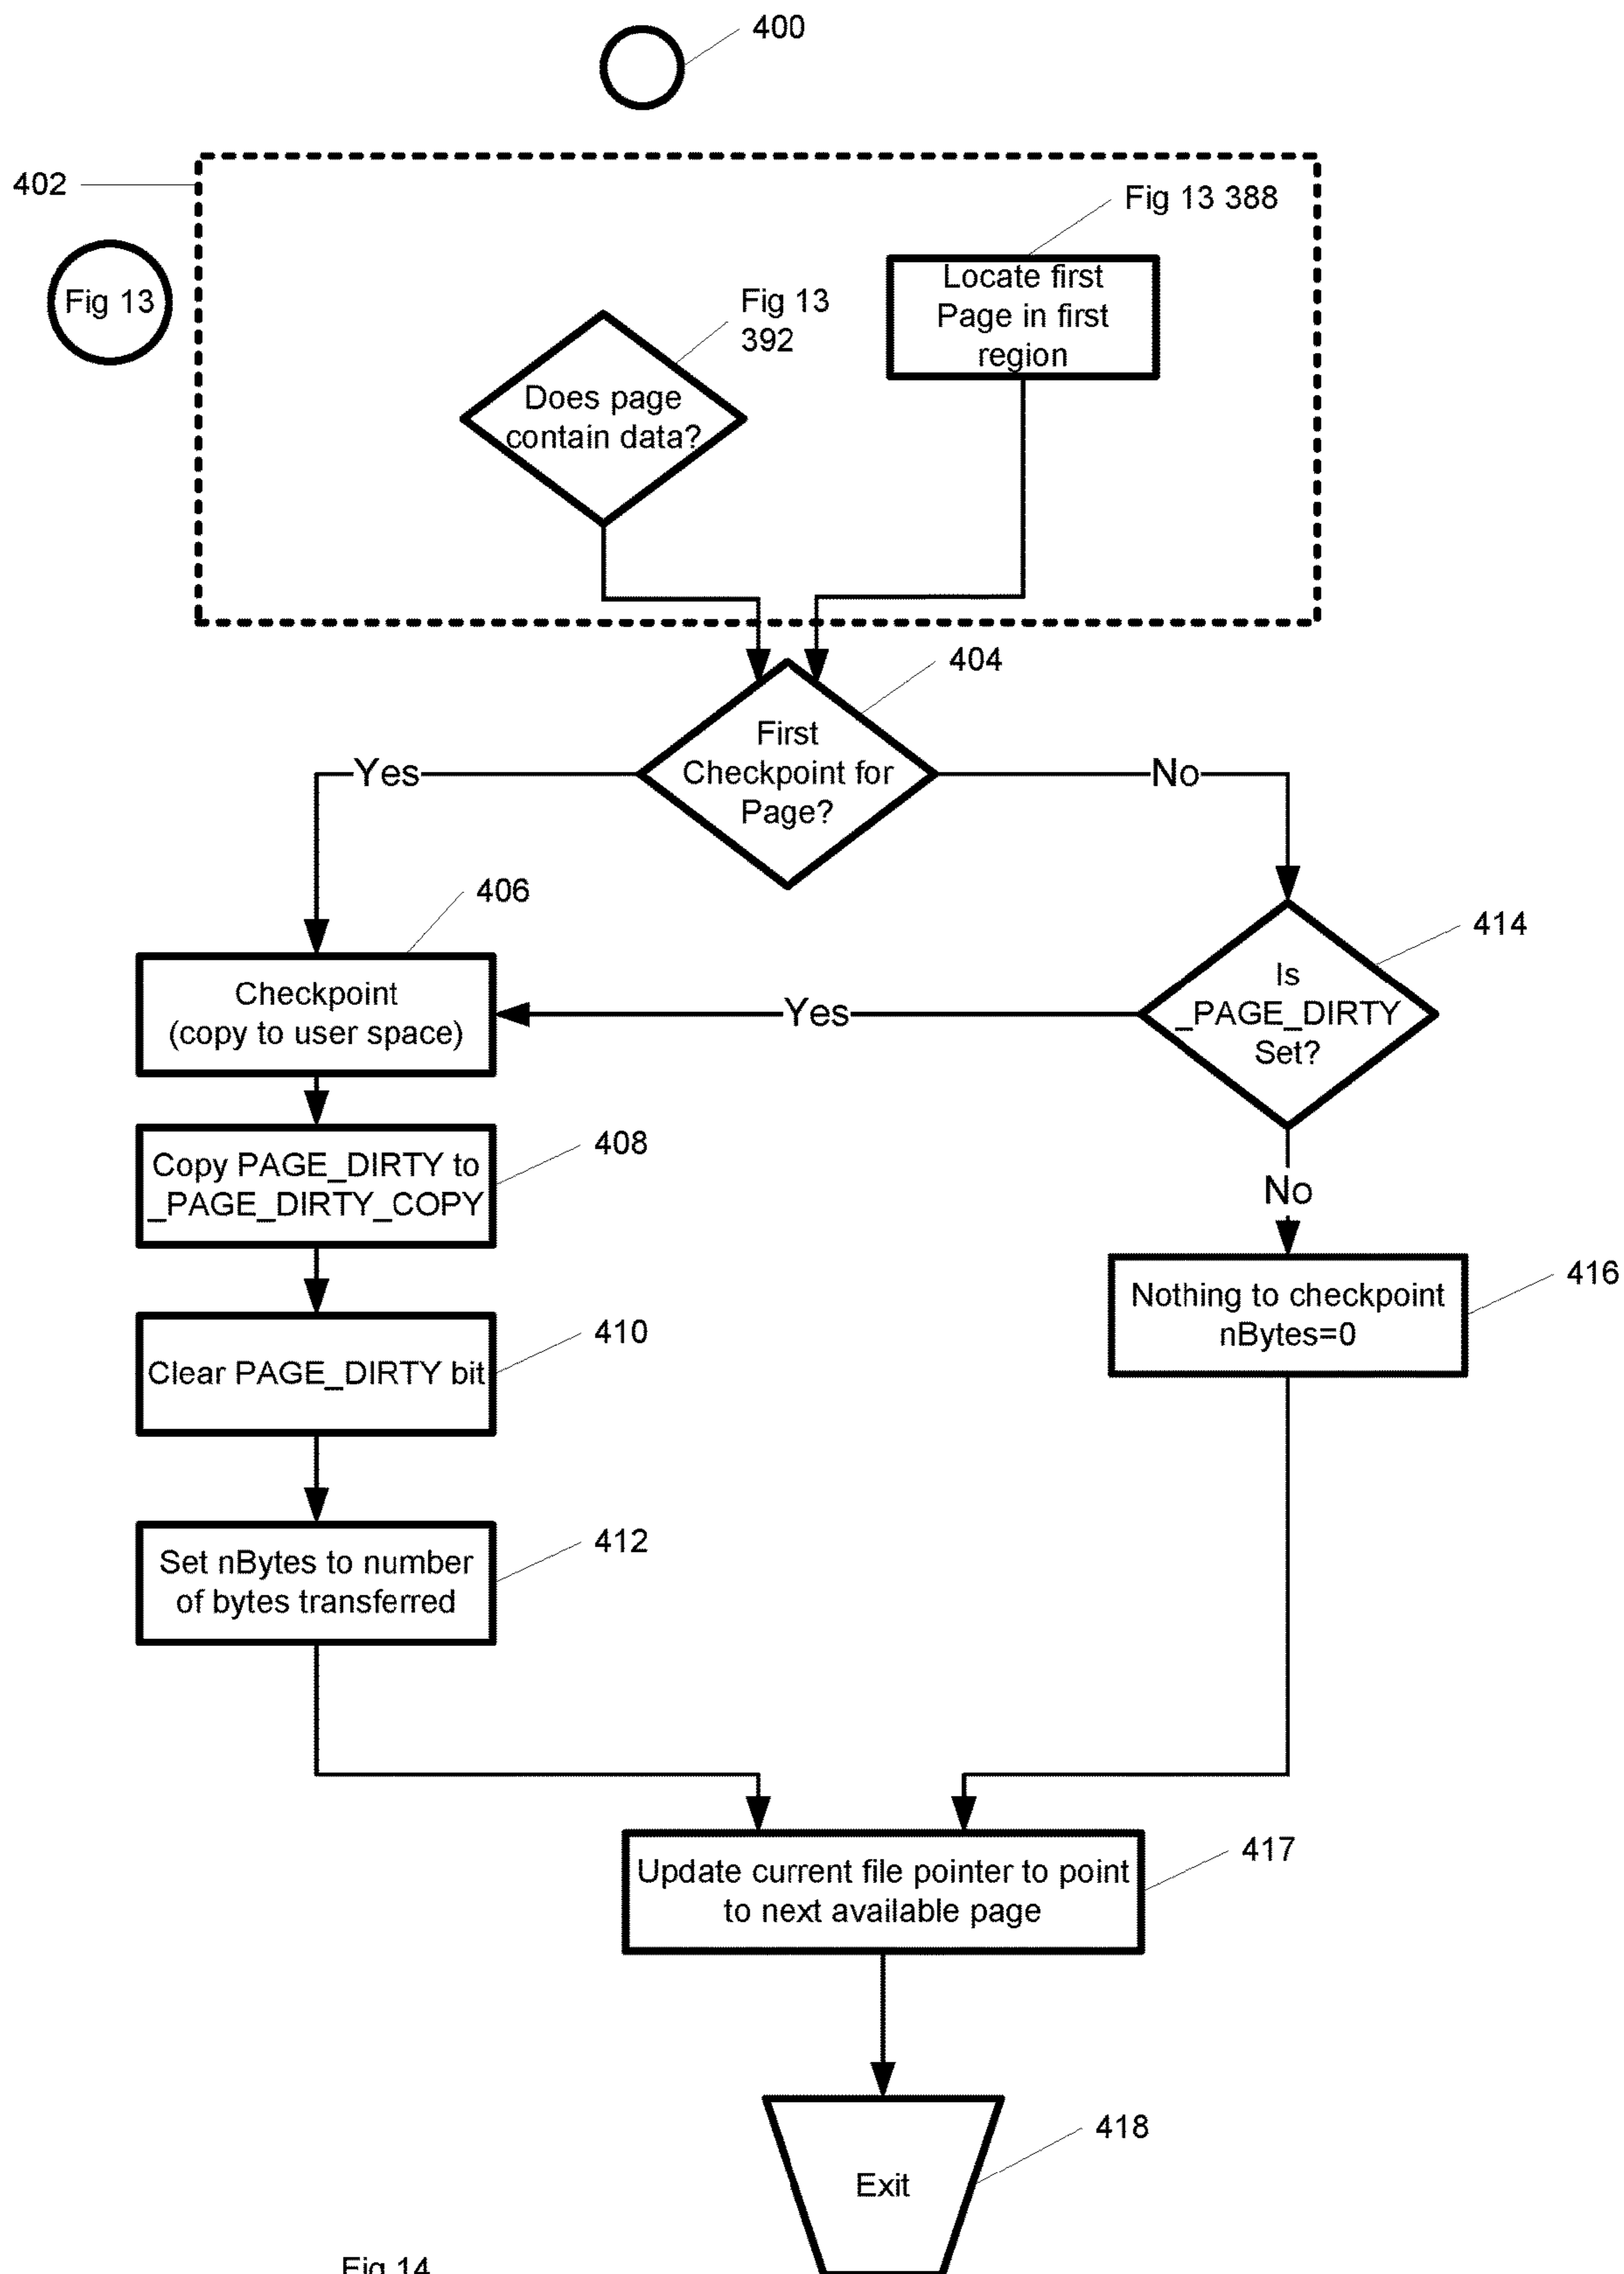 400
402
Fig 13 388
Locate first
Page in first
region
Fig 13
Fig 13
392
Does page
contain data?
404
First
Checkpoint for
Page?
Yes
No
406
414
Checkpoint
(copy to user space)
Yes
Is
_PAGE_DIRTY
Set?
408
Copy PAGE_DIRTY to
_PAGE_DIRTY_COPY
No
410
Clear PAGE_DIRTY bit
416
Nothing to checkpoint
nBytes=0
412
Set nBytes to number
of bytes transferred
417
Update current file pointer to point
to next available page
418
Exit
Fig 14